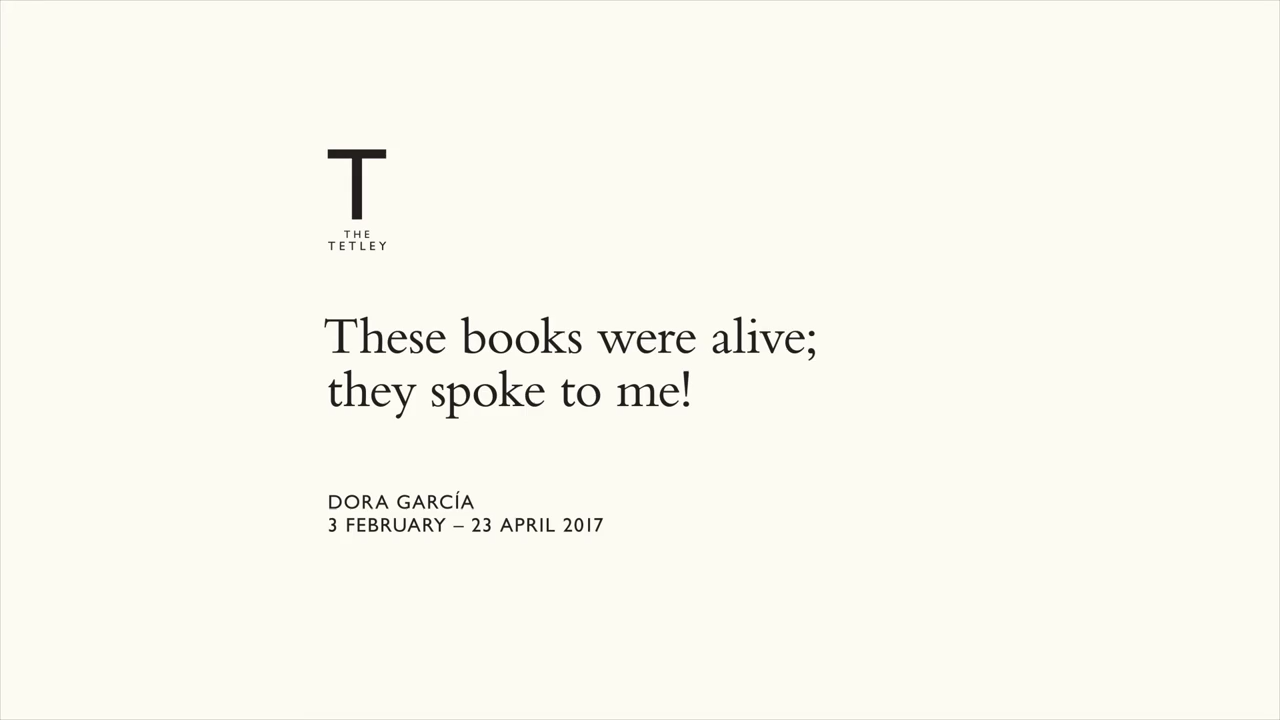 T
THE
TETLEY
These books were alive;
they spoke to me!
DORA GARCÍA
3 FEBRUARY – 23 APRIL 2017